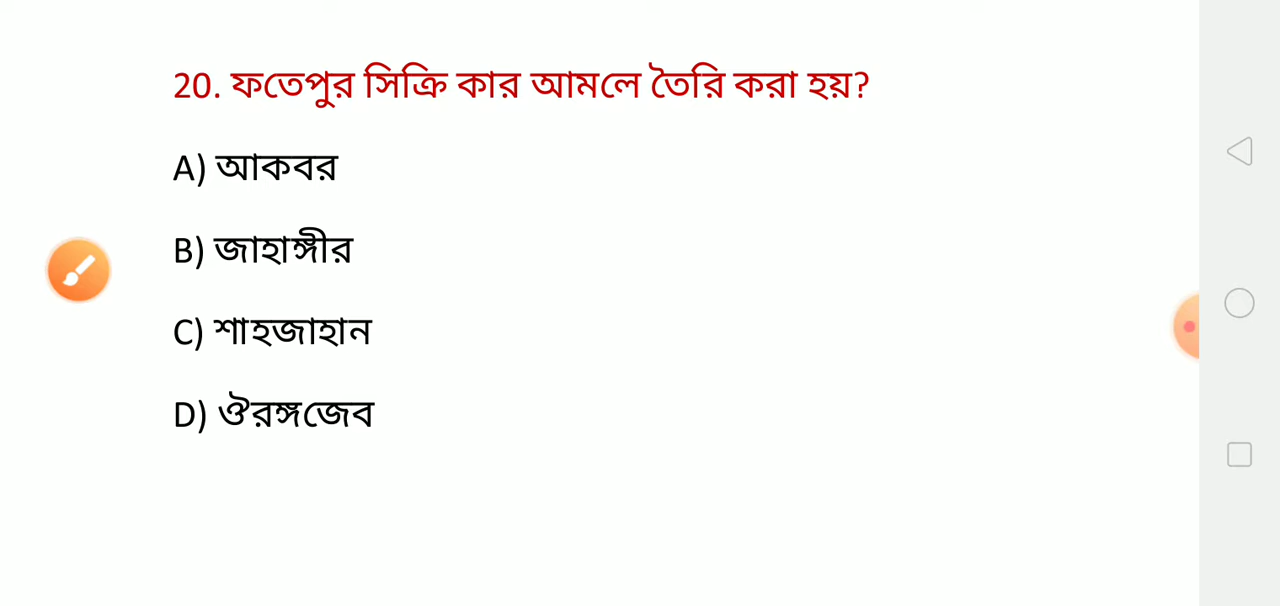 20. ফতেপুর সিক্রি কার আমলে তৈরি করা হয়?
A) আকবর
B) জাহাঙ্গীর
C) শাহজাহান
D) ঔরঙ্গজেব